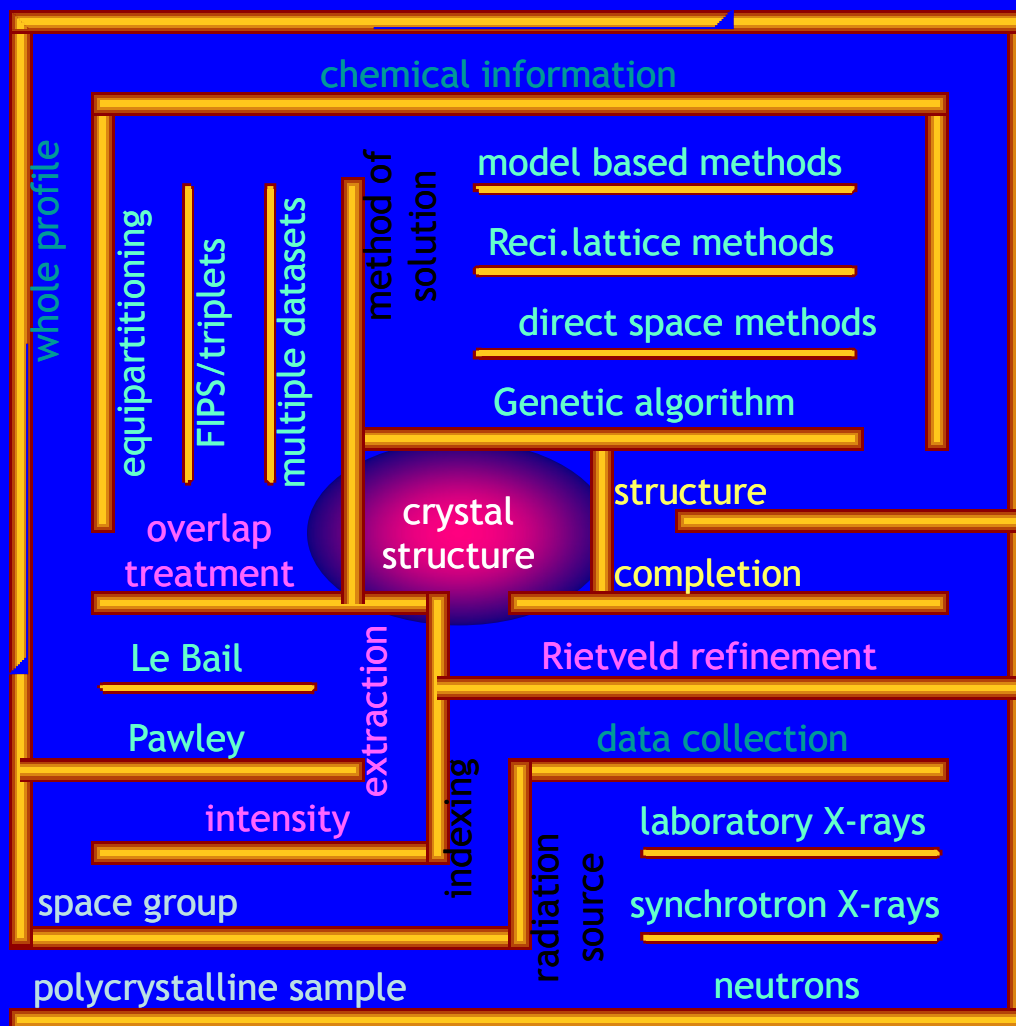 chemical information
whole profile
equipartitioning
FIPS/triplets
multiple datasets
method of
solution
model based methods
Reci.lattice methods
direct space methods
Genetic algorithm
crystal
structure
structure
completion
overlap
treatment
Le Bail
Pawley
extraction
intensity
Rietveld refinement
data collection
indexing
radiation
source
laboratory X-rays
synchrotron X-rays
neutrons
space group
polycrystalline sample